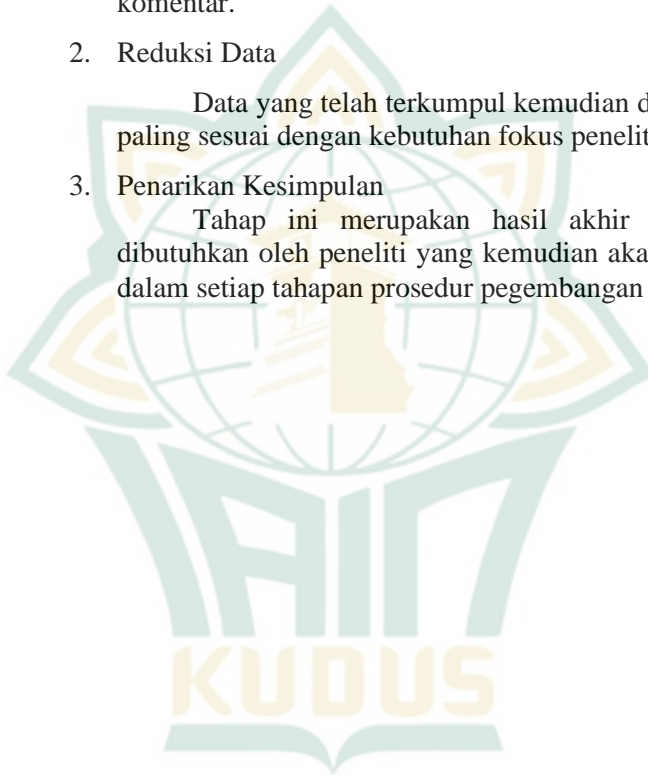 komentar.
2. Reduksi Data
Data yang telah terkumpul kemudian d
paling sesuai dengan kebutuhan fokus penelit
3. Penarikan Kesimpulan
Tahap ini merupakan hasil akhir
dibutuhkan oleh peneliti yang kemudian aka
dalam setiap tahapan prosedur pegembangan
IAIN
KUDUS